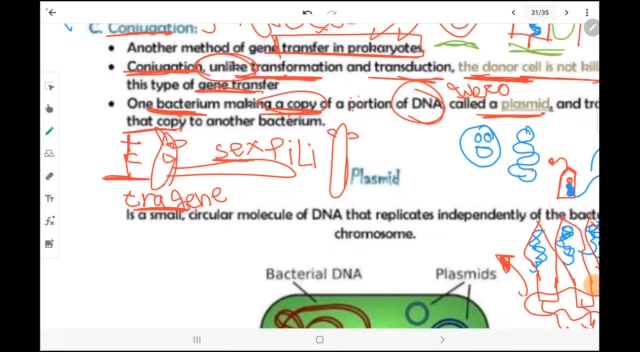 C. Conjugation:
31/35
Another method of gene transfer in prokaryotes
Conjugation, unlike transformation and transduction, the donor cell is not kill
this type of gene transfer
One bacterium making a copy of a portion of DNA called a plasmid, and tra
that copy to another bacterium.
sex pili
Plasmid
tra gene
Is a small, circular molecule of DNA that replicates independently of the bact
chromosome.
Bacterial DNA
Plasmids